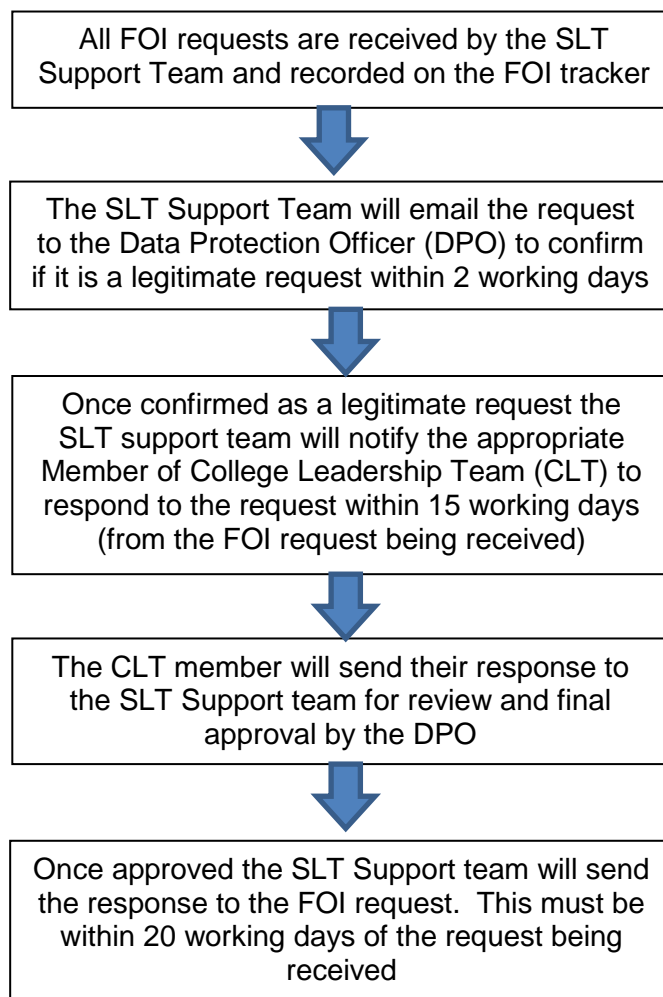 All FOI requests are received by the SLT
Support Team and recorded on the FOI tracker
The SLT Support Team will email the request
to the Data Protection Officer (DPO) to confirm
if it is a legitimate request within 2 working days
Once confirmed as a legitimate request the
SLT support team will notify the appropriate
Member of College Leadership Team (CLT) to
respond to the request within 15 working days
(from the FOI request being received)
The CLT member will send their response to
the SLT Support team for review and final
approval by the DPO
Once approved the SLT Support team will send
the response to the FOI request.  This must be
within 20 working days of the request being
received